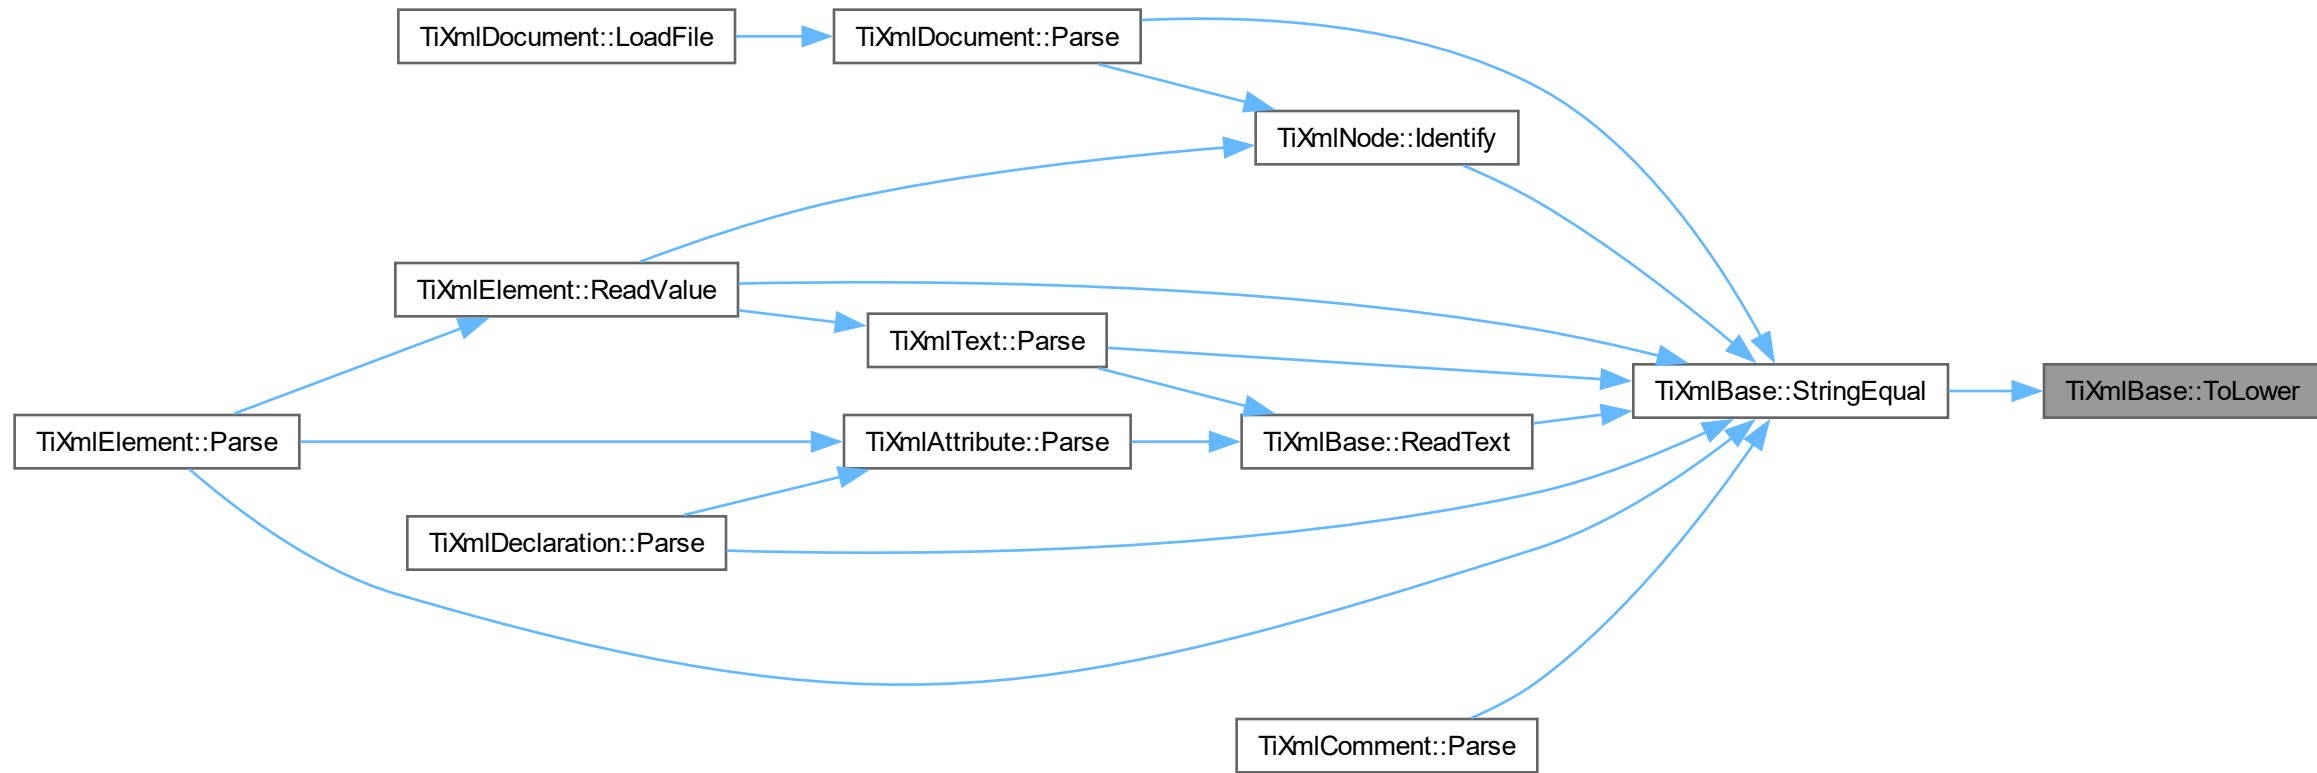 TiXmlDocument::LoadFile
TiXmlDocument::Parse
TiXmlNode::Identify
TiXmlElement::ReadValue
TiXmlText::Parse
TiXmlBase::StringEqual
TiXmlBase::ToLower
TiXmlElement::Parse
TiXmlAttribute::Parse
TiXmlBase::ReadText
TiXmlDeclaration::Parse
TiXmlComment::Parse